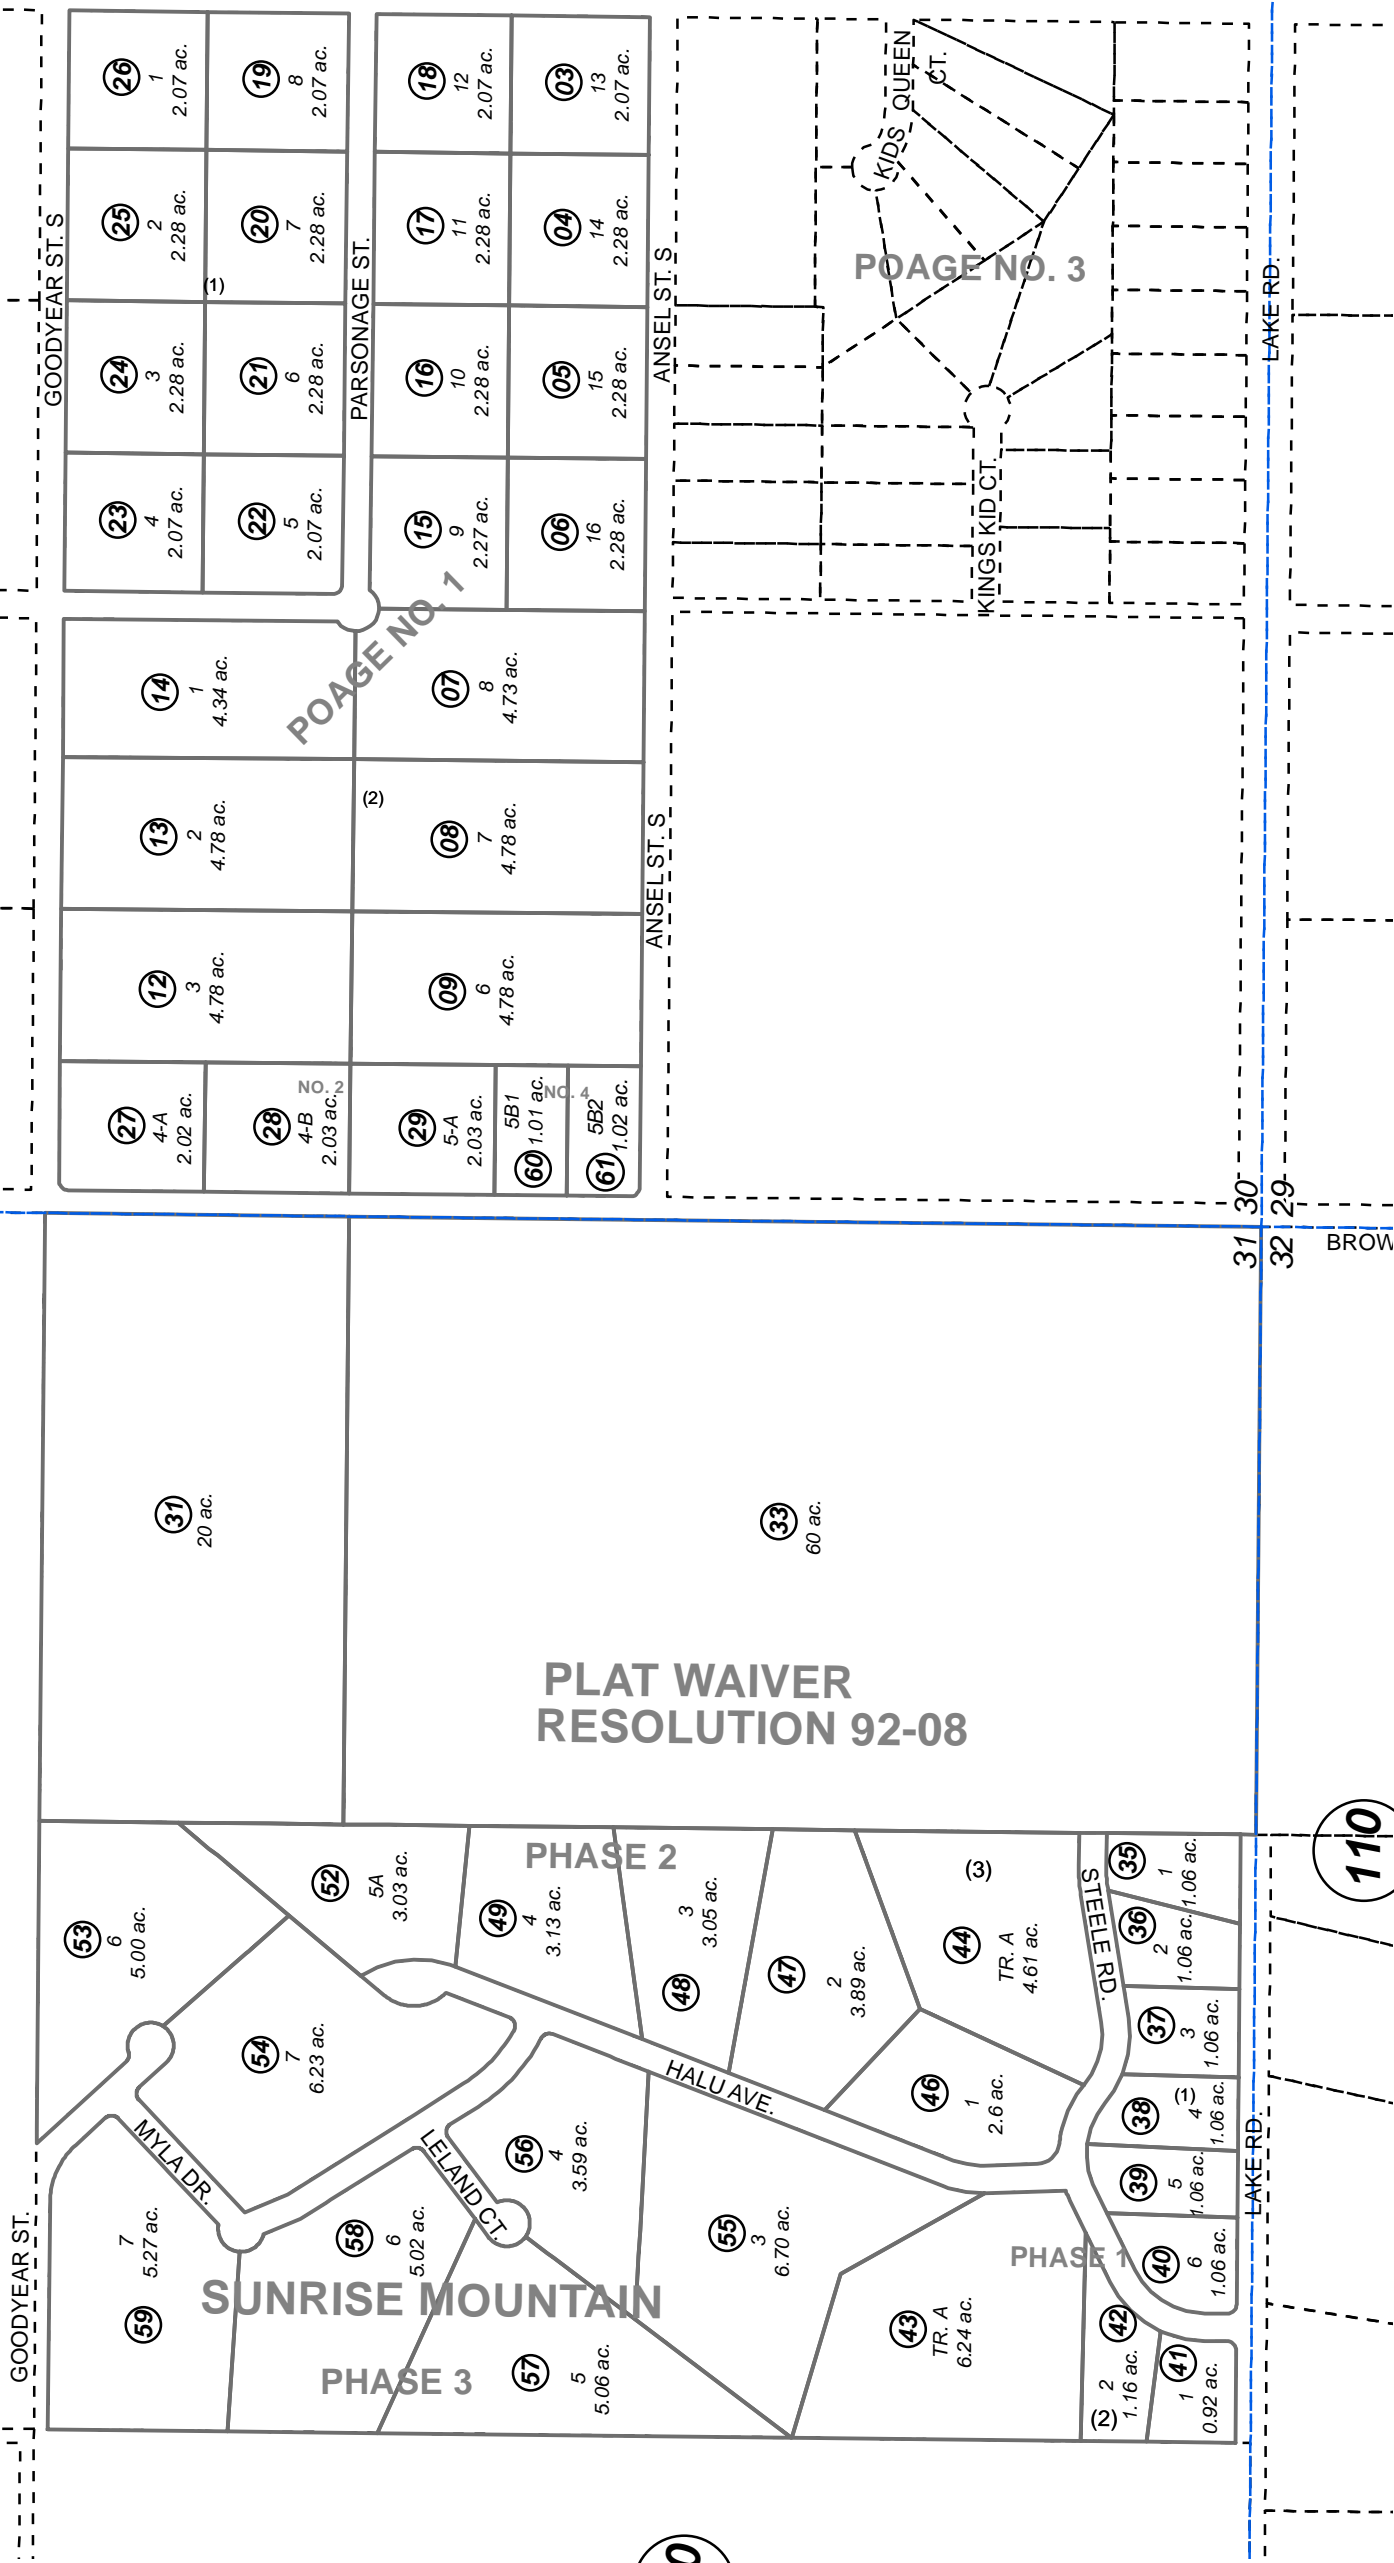 26
1
2.07 ac.
19
8
2.07 ac.
18
12
2.07 ac.
03
13
2.07 ac.
QUEEN
CT.
KIDS
25
2
2.28 ac.
20
7
2.28 ac.
17
11
2.28 ac.
04
14
2.28 ac.
GOODYEAR ST. S
(1)
PARSONAGE ST.
ANSEL ST. S
POAGE NO. 3
LAKE RD.
24
3
2.28 ac.
21
6
2.28 ac.
16
10
2.28 ac.
05
15
2.28 ac.
23
4
2.07 ac.
22
5
2.07 ac.
15
9
2.27 ac.
06
16
2.28 ac.
KINGS KID CT.
POAGE NO. 1
14
1
4.34 ac.
07
8
4.73 ac.
13
2
4.78 ac.
(2)
08
7
4.78 ac.
ANSEL ST. S
12
3
4.78 ac.
09
6
4.78 ac.
27
4-A
2.02 ac.
NO. 2
28
4-B
2.03 ac.
29
5-A
2.03 ac.
NO. 4
5B1
60
1.01 ac.
5B2
61
1.02 ac.
30
29
31
32
BROW
31
20 ac.
33
60 ac.
PLAT WAIVER
RESOLUTION 92-08
110
PHASE 2
53
6
5.00 ac.
52
5A
3.03 ac.
49
4
3.13 ac.
48
3
3.05 ac.
47
2
3.89 ac.
(3)
44
TR. A
4.61 ac.
STEELE RD.
35
1
1.06 ac.
36
2
1.06 ac.
37
3
1.06 ac.
54
7
6.23 ac.
HALU AVE.
46
1
2.6 ac.
38
(1)
4
1.06 ac.
39
5
1.06 ac.
LAKE RD.
MYLA DR.
LELAND CT.
56
4
3.59 ac.
55
3
6.70 ac.
PHASE 1
40
6
1.06 ac.
GOODYEAR ST.
7
5.27 ac.
59
58
6
5.02 ac.
SUNRISE MOUNTAIN
PHASE 3
57
5
5.06 ac.
43
TR. A
6.24 ac.
42
2
1.16 ac.
(2)
41
1
0.92 ac.